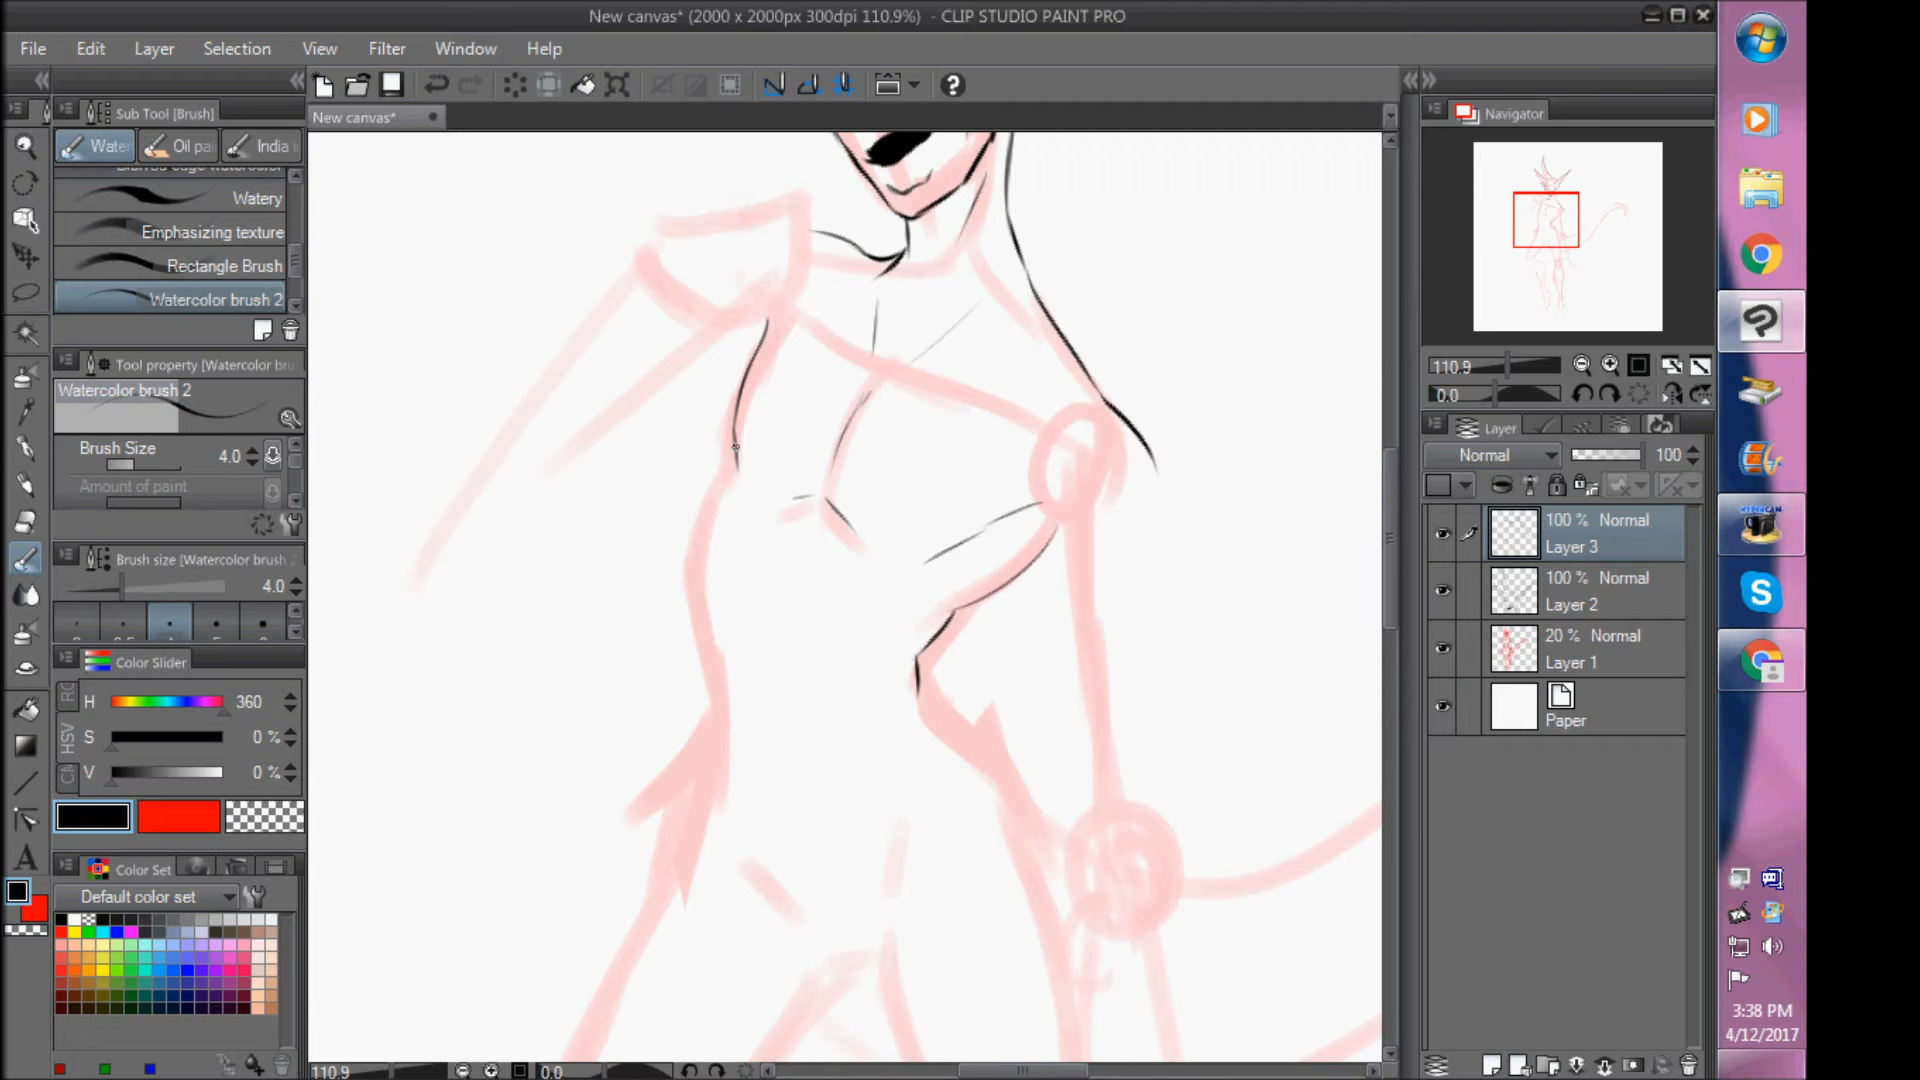 New canvas* (2000 x 2000px 300dpi 110.9%) - CLIP STUDIO PAINT PRO
File Edit Layer Selection View Filter Window Help
Sub Tool [Brush]
New canvas*
Navigator
Water Oil pa India i
Watery
Emphasizing texture
Rectangle Brush
Watercolor brush 2
Tool property [Watercolor bru
Watercolor brush 2
110.9
0.0
Brush Size 4.0
Amount of paint
Layer
Normal 100
100 % Normal
Layer 3
Brush size [Watercolor brush 2
4.0
100 % Normal
Layer 2
20 % Normal
Layer 1
Color Slider
H 360
S 0 %
V 0 %
HSV
Paper
Color Set
Default color set
3:38 PM
4/12/2017
110.9 0.0